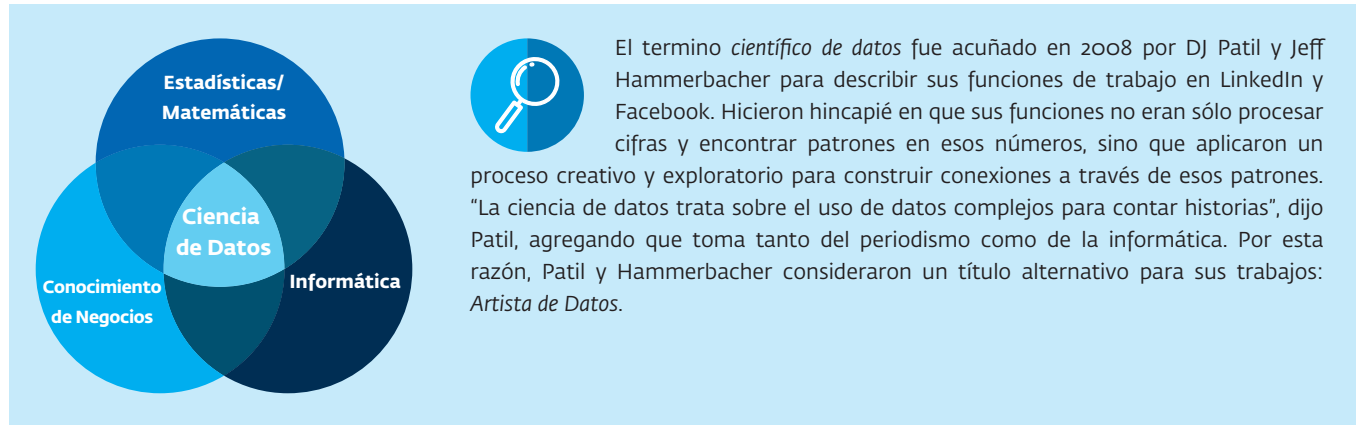 Estadísticas/
Matemáticas
Ciencia
de Datos
Conocimiento
de Negocios
Informática
El termino científico de datos fue acuñado en 2008 por DJ Patil y Jeff
Hammerbacher para describir sus funciones de trabajo en LinkedIn y
Facebook. Hicieron hincapié en que sus funciones no eran sólo procesar
cifras y encontrar patrones en esos números, sino que aplicaron un
proceso creativo y exploratorio para construir conexiones a través de esos patrones.
“La ciencia de datos trata sobre el uso de datos complejos para contar historias”, dijo
Patil, agregando que toma tanto del periodismo como de la informática. Por esta
razón, Patil y Hammerbacher consideraron un título alternativo para sus trabajos:
Artista de Datos.